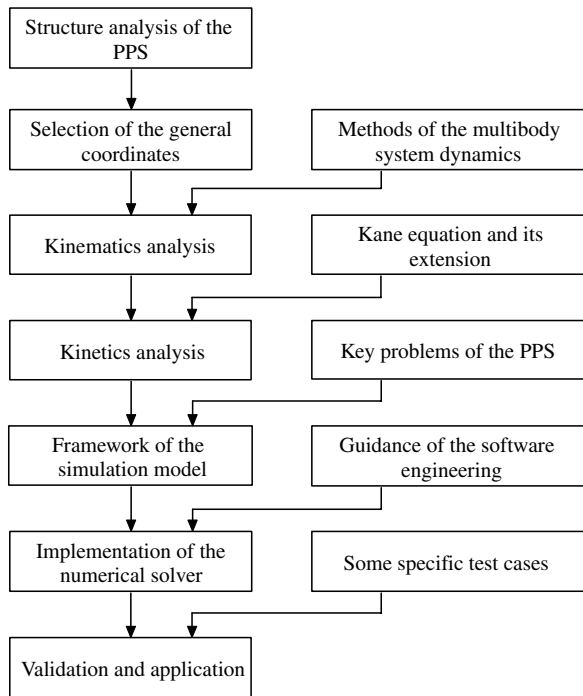 Structure analysis of the
PPS
Selection of the general
coordinates
Methods of the multibody
system dynamics
Kinematics analysis
Kane equation and its
extension
Kinetics analysis
Key problems of the PPS
Framework of the
simulation model
Guidance of the software
engineering
Implementation of the
numerical solver
Some specific test cases
Validation and application